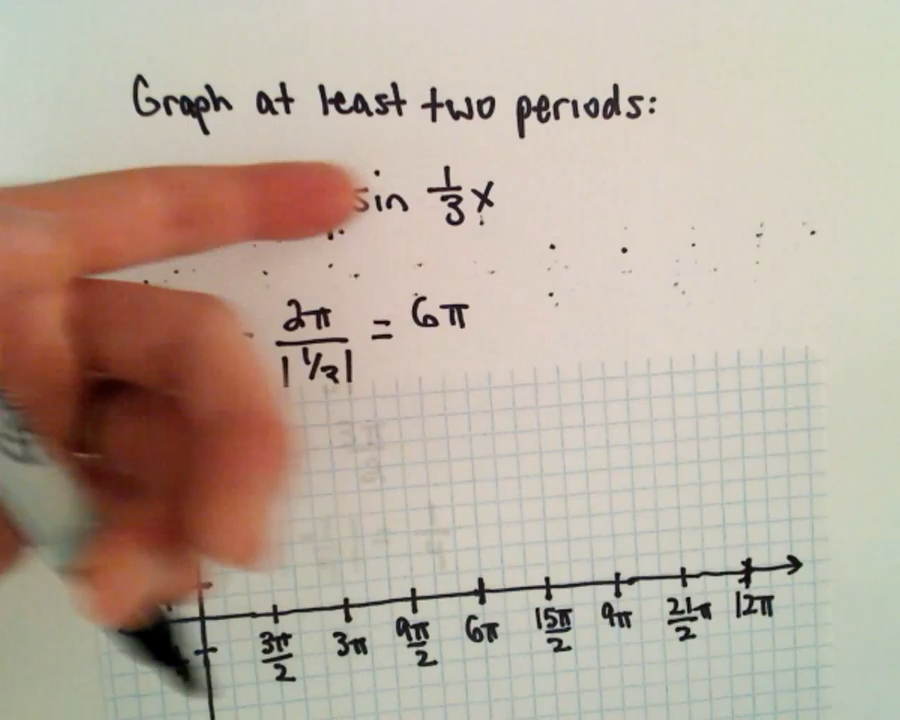 Graph at least two periods:
sin 1/3 x
2π/|1/3| = 6π
3π/2 3π 9π/2 6π 15π/2 9π 21π/2 12π